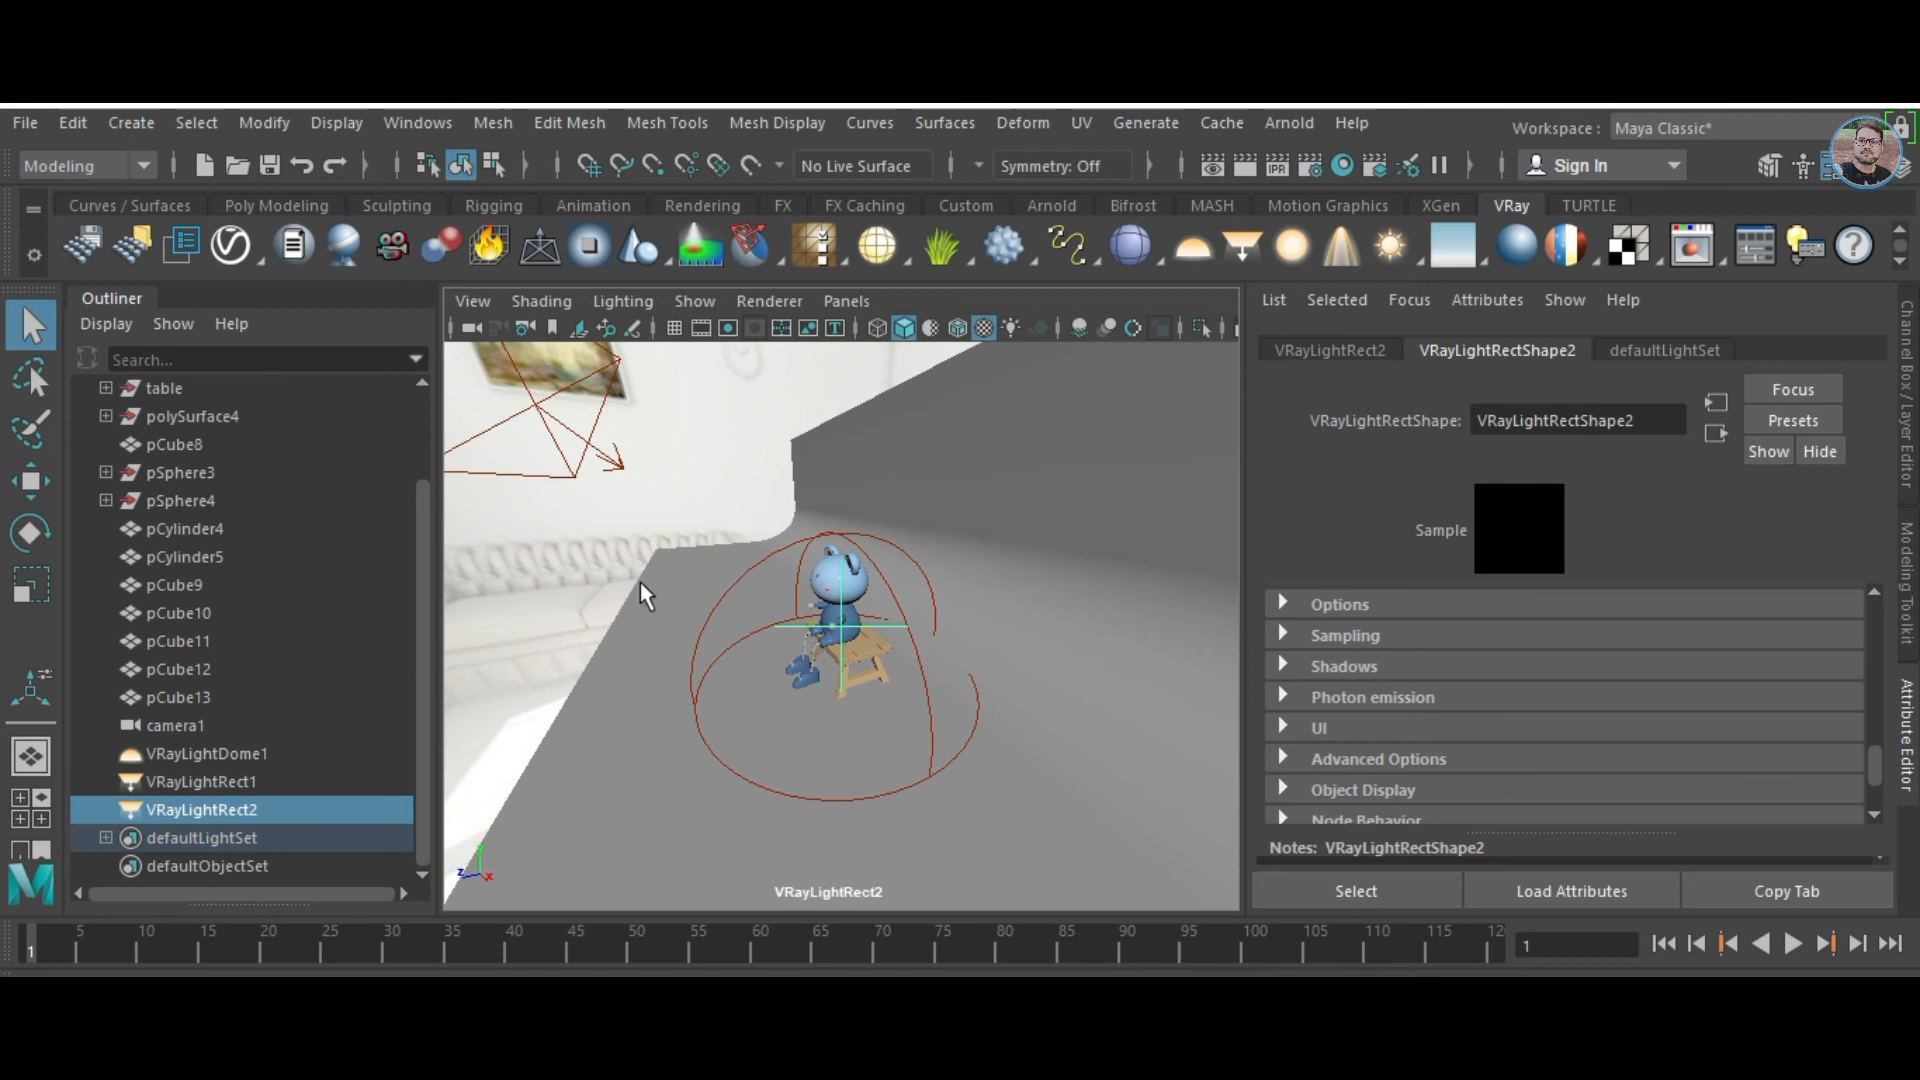 File Edit Create Select Modify Display Windows Mesh Edit Mesh Mesh Tools Mesh Display Curves Surfaces Deform UV Generate Cache Arnold Help
Workspace : Maya Classic*
Modeling No Live Surface Symmetry: Off Sign In
Curves / Surfaces Poly Modeling Sculpting Rigging Animation Rendering FX FX Caching Custom Arnold Bifrost MASH Motion Graphics XGen VRay TURTLE
Outliner
Display Show Help
Search...
table
polySurface4
pCube8
pSphere3
pSphere4
pCylinder4
pCylinder5
pCube9
pCube10
pCube11
pCube12
pCube13
camera1
VRayLightDome1
VRayLightRect1
VRayLightRect2
defaultLightSet
defaultObjectSet
View Shading Lighting Show Renderer Panels
VRayLightRect2
z x
List Selected Focus Attributes Show Help
VRayLightRect2 VRayLightRectShape2 defaultLightSet
Focus
VRayLightRectShape: VRayLightRectShape2
Presets
Show Hide
Sample
Options
Sampling
Shadows
Photon emission
UI
Advanced Options
Object Display
Node Behavior
Notes: VRayLightRectShape2
Select Load Attributes Copy Tab
Channel Box / Layer Editor
Modeling Toolkit
Attribute Editor
5 10 15 20 25 30 35 40 45 50 55 60 65 70 75 80 85 90 95 100 105 110 115 12
1
1